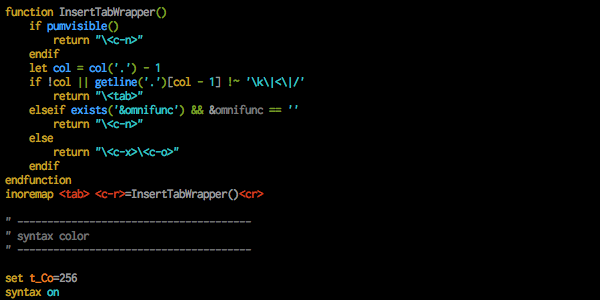 function InsertTabWrapper()
    if pumvisible()
        return "\<c-n>"
    endif
    let col = col('.') - 1
    if !col || getline('.')[col - 1] !~ '\k\|<\|/'
        return "\<tab>"
    elseif exists('&omnifunc') && &omnifunc == ''
        return "\<c-n>"
    else
        return "\<c-x>\<c-o>"
    endif
endfunction
inoremap <tab> <c-r>=InsertTabWrapper()<cr>

" ---------------------------------------
" syntax color
" ---------------------------------------

set t_Co=256
syntax on